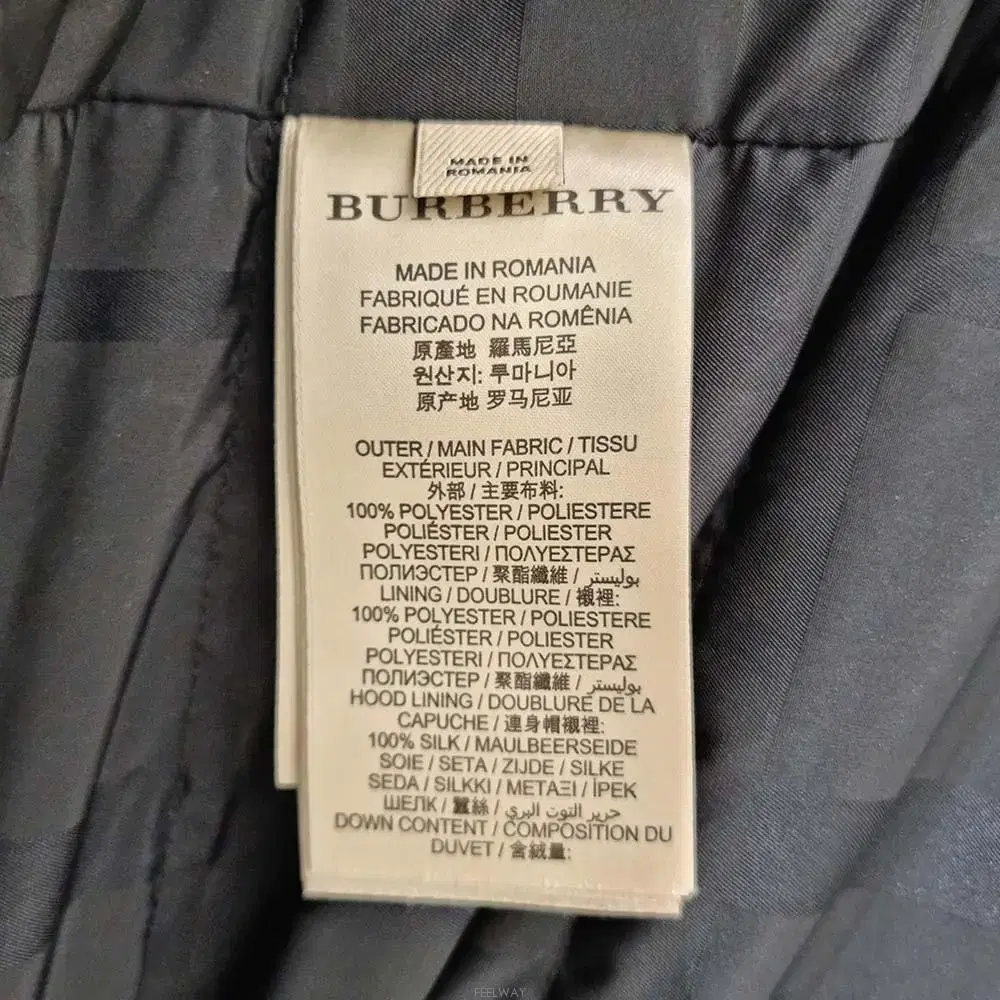 MADE IN
ROMANIA
BURBERRY
MADE IN ROMANIA
FABRIQUÉ EN ROUMANIE
FABRICADO NA ROMÊNIA
原產地 羅馬尼亞
원산지: 루마니아
原产地 罗马尼亚
OUTER / MAIN FABRIC / TISSU
EXTÉRIEUR / PRINCIPAL
外部 / 主要布料:
100% POLYESTER / POLIESTERE
POLIÉSTER / POLIESTER
POLYESTERI / ΠΟΛΥΕΣΤΕΡΑΣ
ПОЛИЭСТЕР / 聚酯纖維 / بوليستر
LINING / DOUBLURE / 襯裡:
100% POLYESTER / POLIESTERE
POLIÉSTER / POLIESTER
POLYESTERI / ΠΟΛΥΕΣΤΕΡΑΣ
ПОЛИЭСТЕР / 聚酯纖維 / بوليستر
HOOD LINING / DOUBLURE DE LA
CAPUCHE / 連身帽襯裡:
100% SILK / MAULBEERSEIDE
SOIE / SETA / ZIJDE / SILKE
SEDA / SILKKI / ΜΕΤΑΞΙ / İPEK
ШЕЛК / 蠶絲 / حرير التوت البري
DOWN CONTENT / COMPOSITION DU
DUVET / 含絨量:
FEELWAY